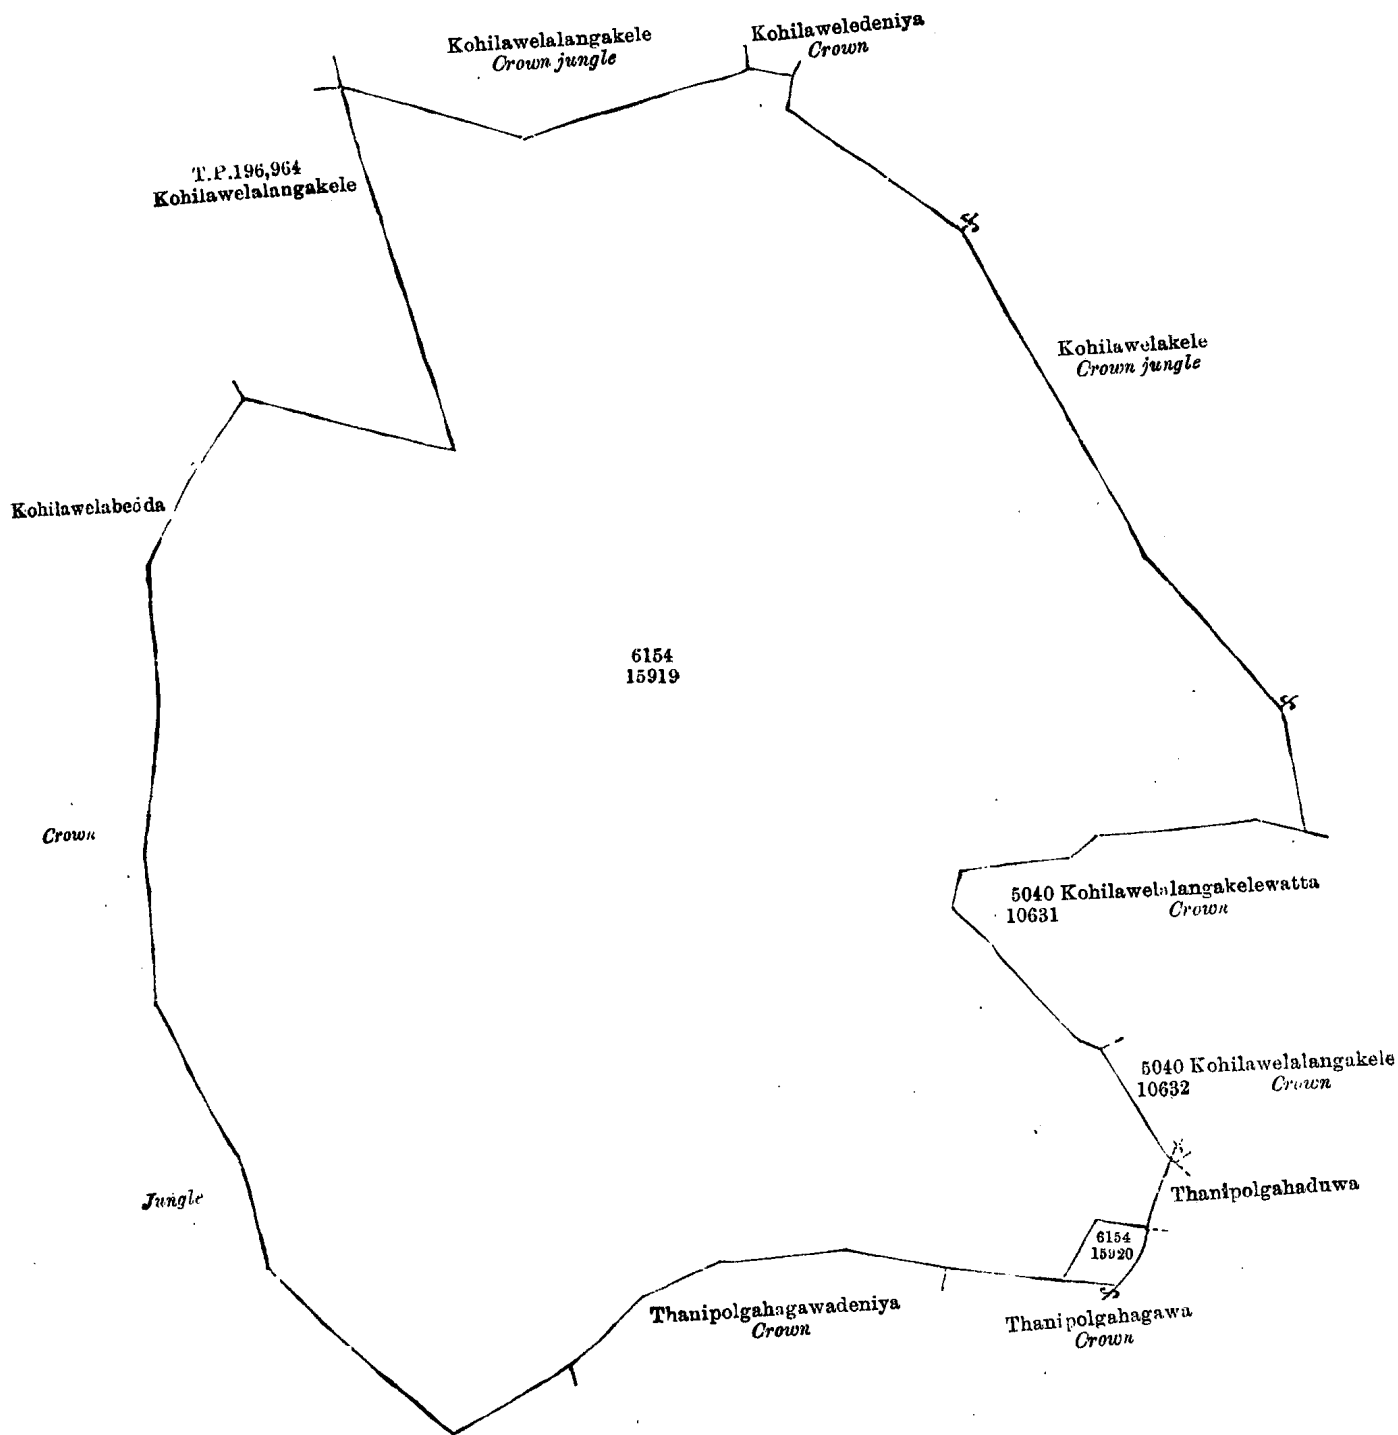 Kohilawelalangakele
Crown jungle
Kohilaweledeniya
Crown
T.P.196,964
Kohilawelalangakele
Kohilawelakele
Crown jungle
Kohilawelabeóda
6154
15919
Crown
5040 Kohilawelalangakelewatta
10631 Crown
5040 Kohilawelalangakele
10632 Crown
Jungle
Thanipolgahaduwa
6154
15920
Thanipolgahagawadeniya
Crown
Thanipolgahagawa
Crown